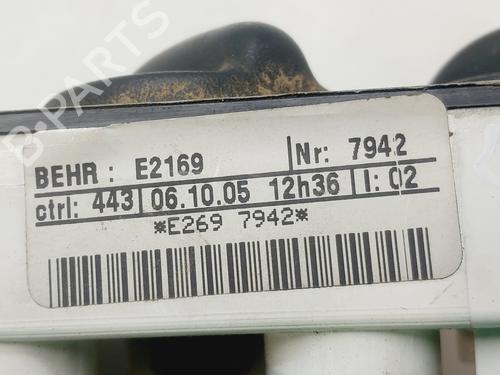 BEHR : E2169 Nr: 7942
ctrl: 443 06.10.05 12h36 I: 02
*E269 7942*
B-PARTS